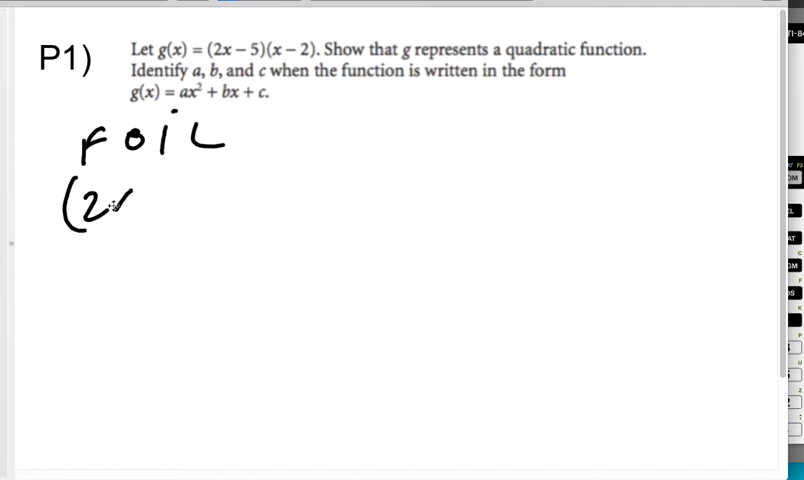 P1) Let g(x) = (2x – 5)(x – 2). Show that g represents a quadratic function.
Identify a, b, and c when the function is written in the form
g(x) = ax² + bx + c.
FOiL
(2